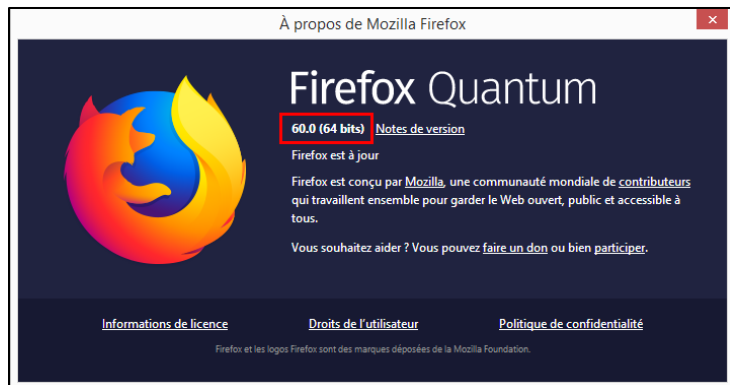 À propos de Mozilla Firefox
Firefox Quantum
60.0 (64 bits) Notes de version
Firefox est à jour
Firefox est conçu par Mozilla, une communauté mondiale de contributeurs
qui travaillent ensemble pour garder le Web ouvert, public et accessible à
tous.
Vous souhaitez aider ? Vous pouvez faire un don ou bien participer.
Informations de licence Droits de l'utilisateur Politique de confidentialité
Firefox et les logos Firefox sont des marques déposées de la Mozilla Foundation.